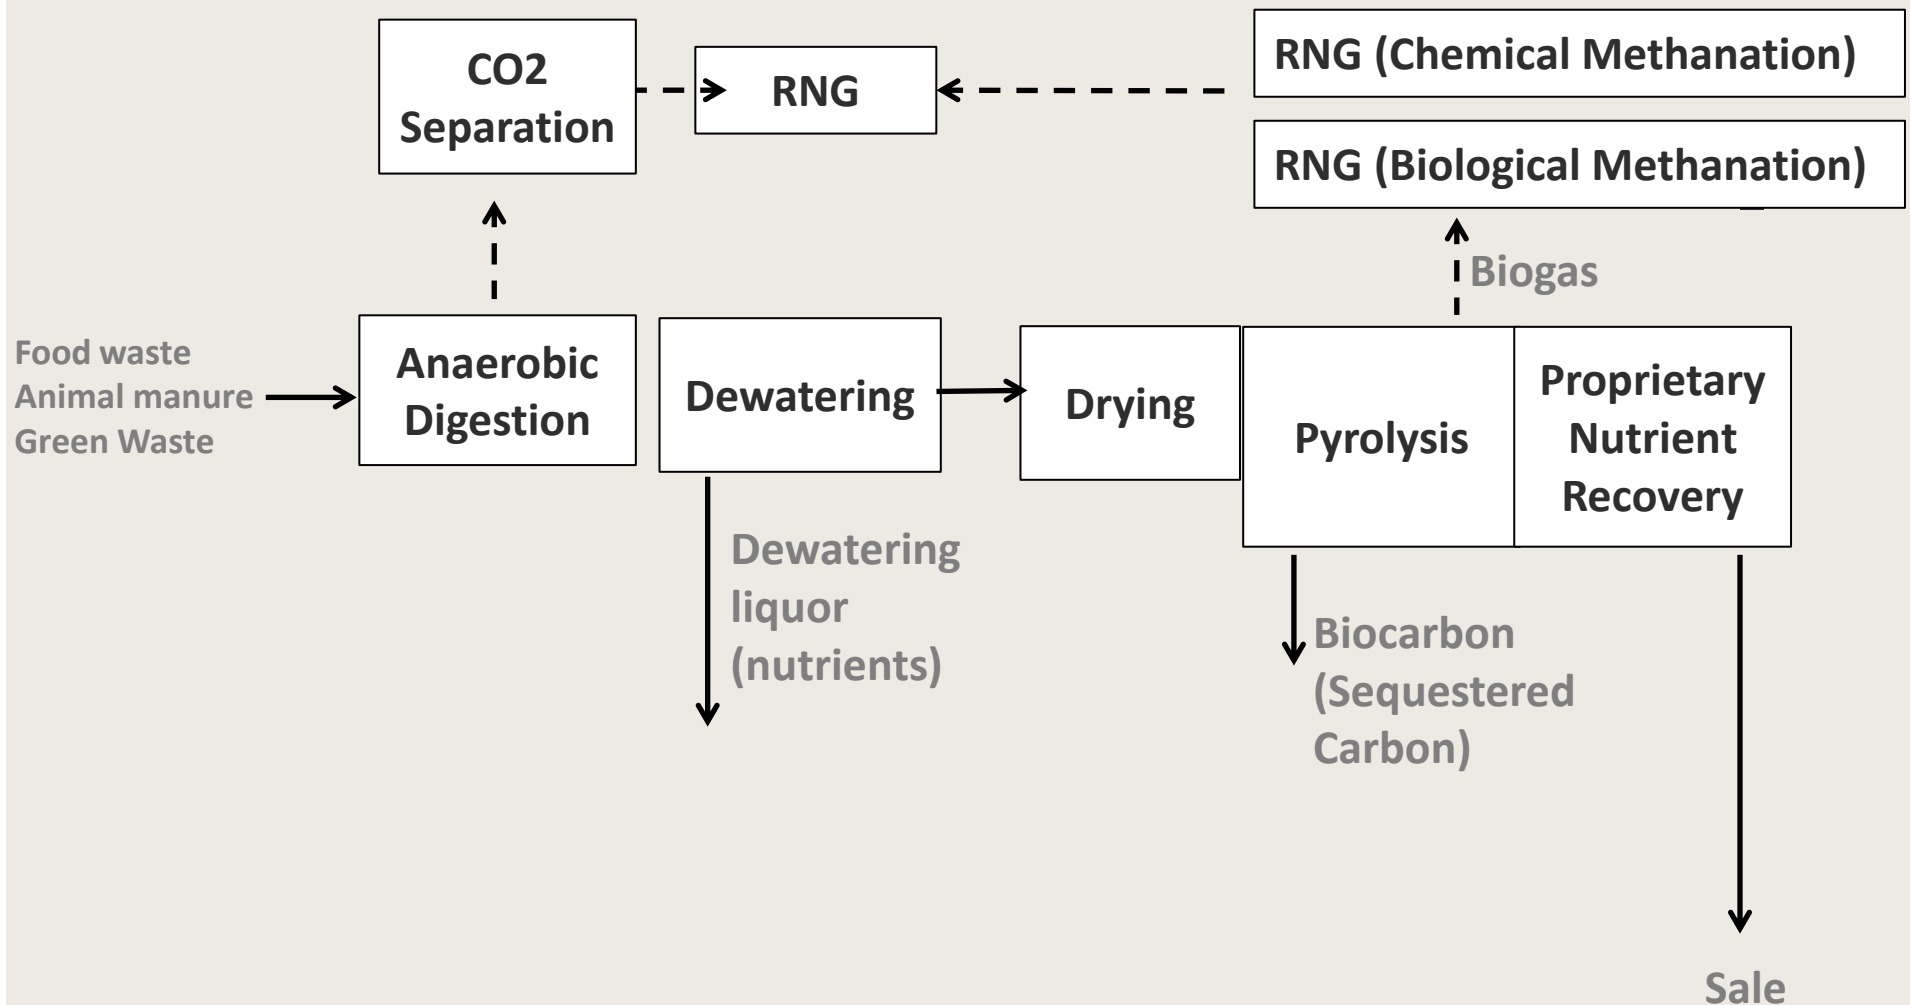 CO2
Separation
RNG
RNG (Chemical Methanation)
RNG (Biological Methanation)
Biogas
Food waste
Animal manure
Green Waste
Anaerobic
Digestion
Dewatering
Drying
Pyrolysis
Proprietary
Nutrient
Recovery
Dewatering
liquor
(nutrients)
Biocarbon
(Sequestered
Carbon)
Sale